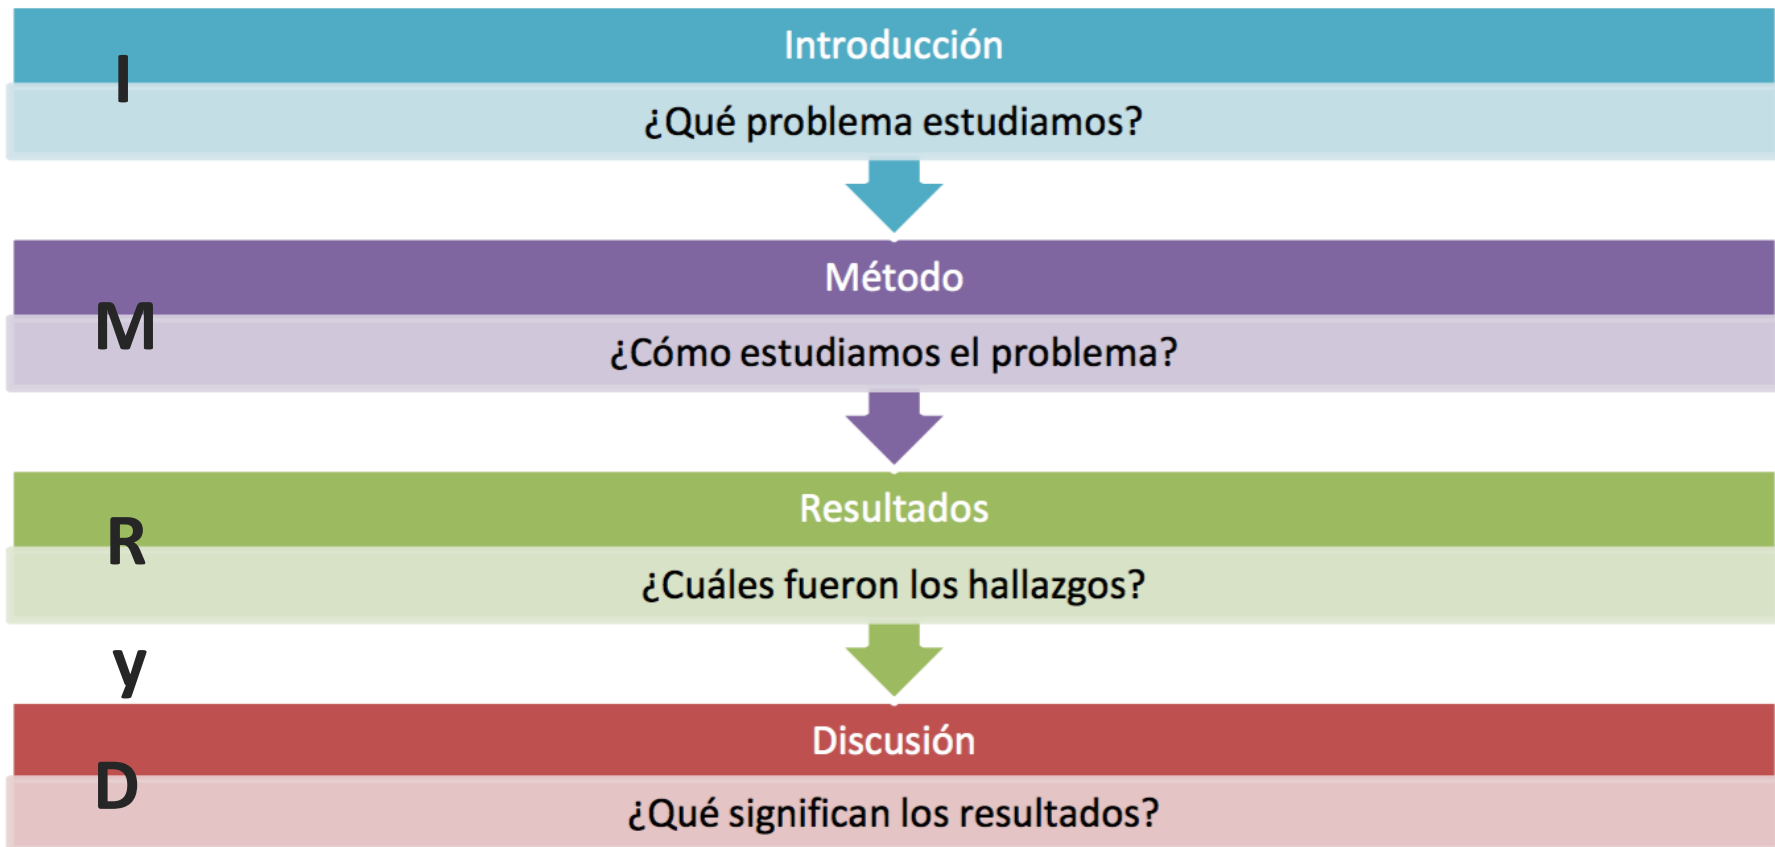 I
Introducción
¿Qué problema estudiamos?
M
Método
¿Cómo estudiamos el problema?
R
Resultados
¿Cuáles fueron los hallazgos?
y
D
Discusión
¿Qué significan los resultados?